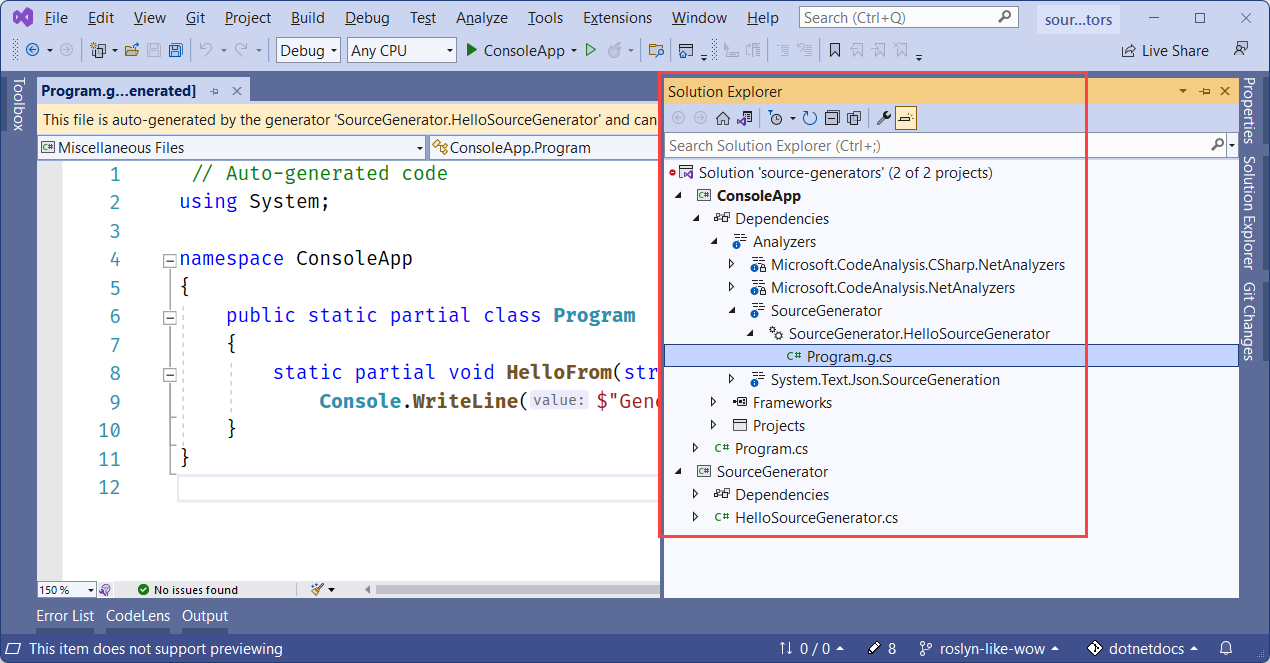 File Edit View Git Project Build Debug Test Analyze Tools Extensions Window Help Search (Ctrl+Q) sour...tors
Debug Any CPU ConsoleApp Live Share
Toolbox
Program.g...enerated]
This file is auto-generated by the generator 'SourceGenerator.HelloSourceGenerator' and can
Miscellaneous Files ConsoleApp.Program
1 // Auto-generated code
2 using System;
3
4 namespace ConsoleApp
5 {
6 public static partial class Program
7 {
8 static partial void HelloFrom(str
9 Console.WriteLine(value: $"Gene
10 }
11 }
12
150 % No issues found
Solution Explorer
Search Solution Explorer (Ctrl+;)
Solution 'source-generators' (2 of 2 projects)
C# ConsoleApp
Dependencies
Analyzers
Microsoft.CodeAnalysis.CSharp.NetAnalyzers
Microsoft.CodeAnalysis.NetAnalyzers
SourceGenerator
SourceGenerator.HelloSourceGenerator
C# Program.g.cs
System.Text.Json.SourceGeneration
Frameworks
Projects
C# Program.cs
C# SourceGenerator
Dependencies
C# HelloSourceGenerator.cs
Properties
Solution Explorer
Git Changes
Error List CodeLens Output
This item does not support previewing 0 / 0 8 roslyn-like-wow dotnetdocs